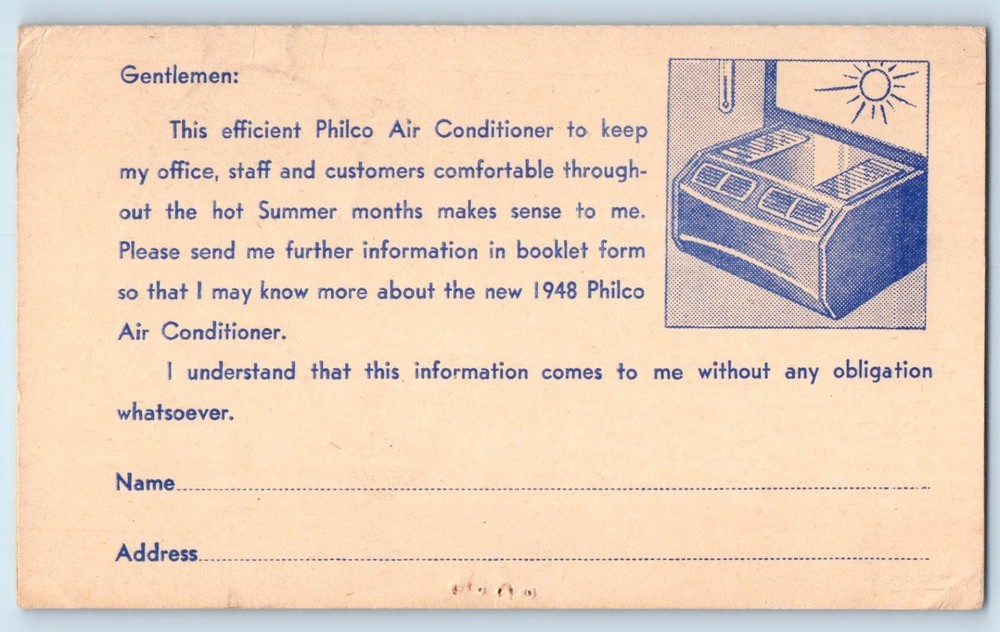 Gentlemen:
This efficient Philco Air Conditioner to keep
my office, staff and customers comfortable through-
out the hot Summer months makes sense to me.
Please send me further information in booklet form
so that I may know more about the new 1948 Philco
Air Conditioner.
I understand that this information comes to me without any obligation
whatsoever.
Name
Address